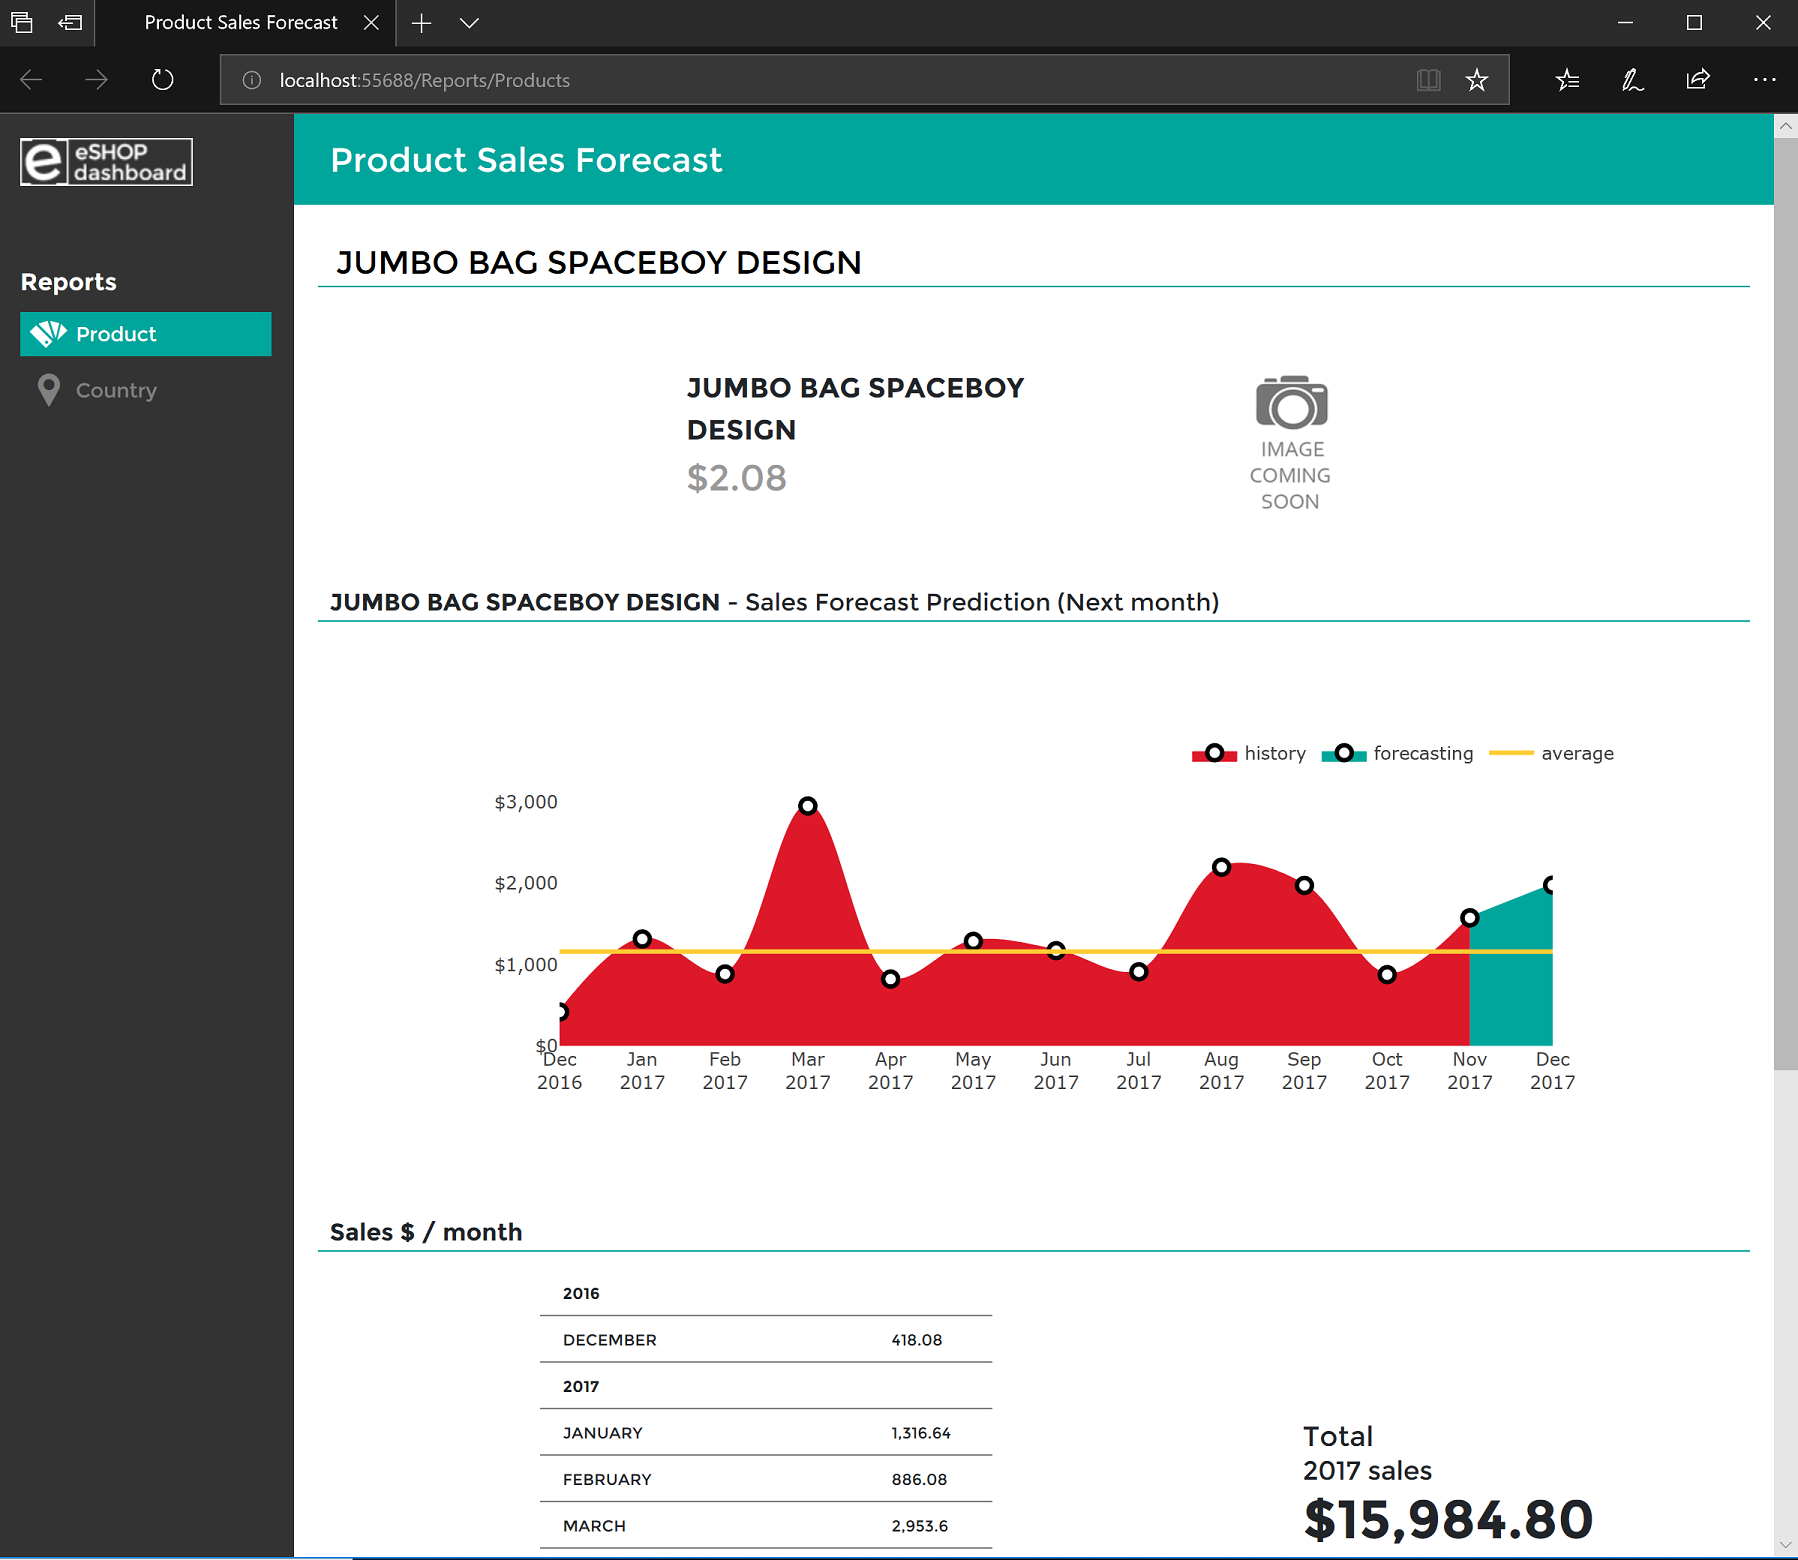 Product Sales Forecast
localhost:55688/Reports/Products
e eSHOP
dashboard
Product Sales Forecast
Reports
Product
Country
JUMBO BAG SPACEBOY DESIGN
JUMBO BAG SPACEBOY
DESIGN
$2.08
IMAGE
COMING
SOON
JUMBO BAG SPACEBOY DESIGN - Sales Forecast Prediction (Next month)
history forecasting average
$3,000
$2,000
$1,000
$0
Dec Jan Feb Mar Apr May Jun Jul Aug Sep Oct Nov Dec
2016 2017 2017 2017 2017 2017 2017 2017 2017 2017 2017 2017 2017
Sales $ / month
2016
DECEMBER 418.08
2017
JANUARY 1,316.64
FEBRUARY 886.08
MARCH 2,953.6
Total
2017 sales
$15,984.80